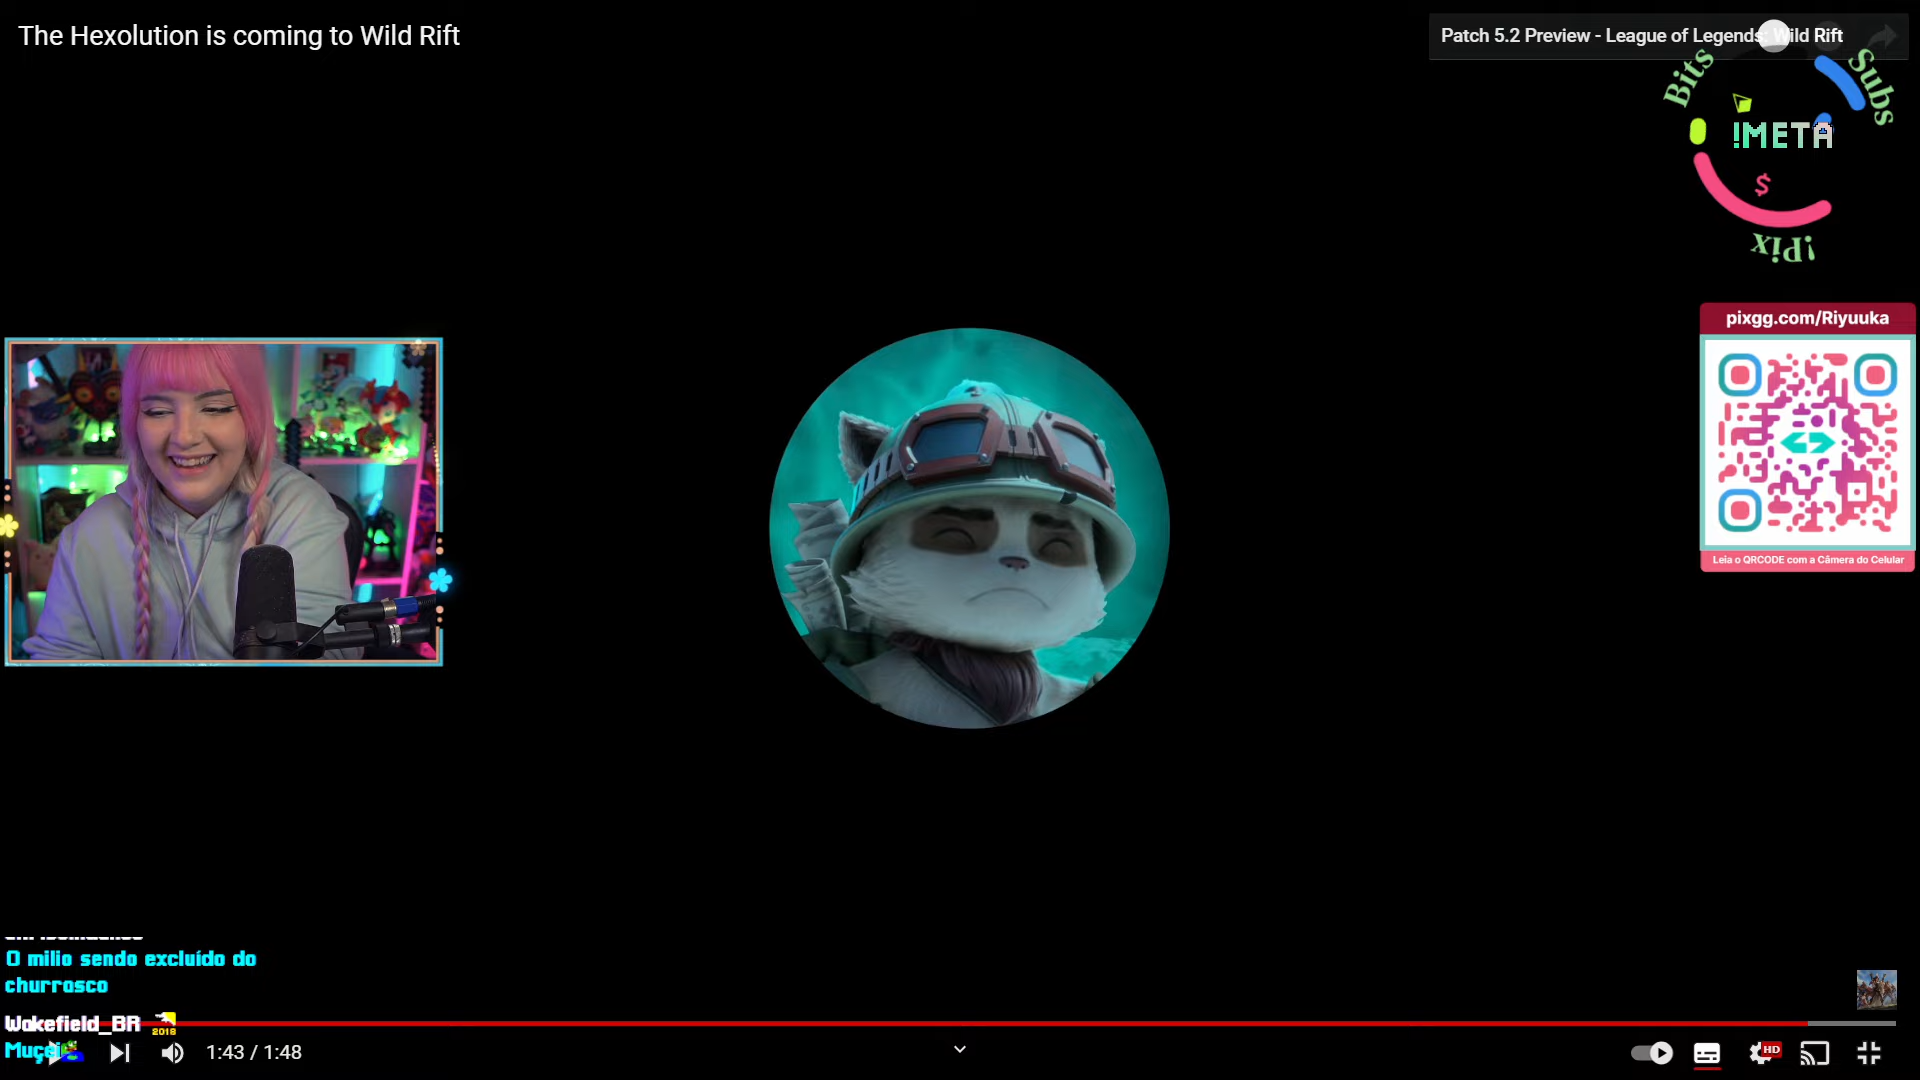 The Hexolution is coming to Wild Rift
Patch 5.2 Preview - League of Legends: Wild Rift
Bits
Subs
!META
$
!Pix
pixgg.com/Riyuuka
Leia o QRCODE com a Câmera do Celular
O milio sendo excluído do
churrasco
Wakefield_BR
2018
1:43 / 1:48
HD